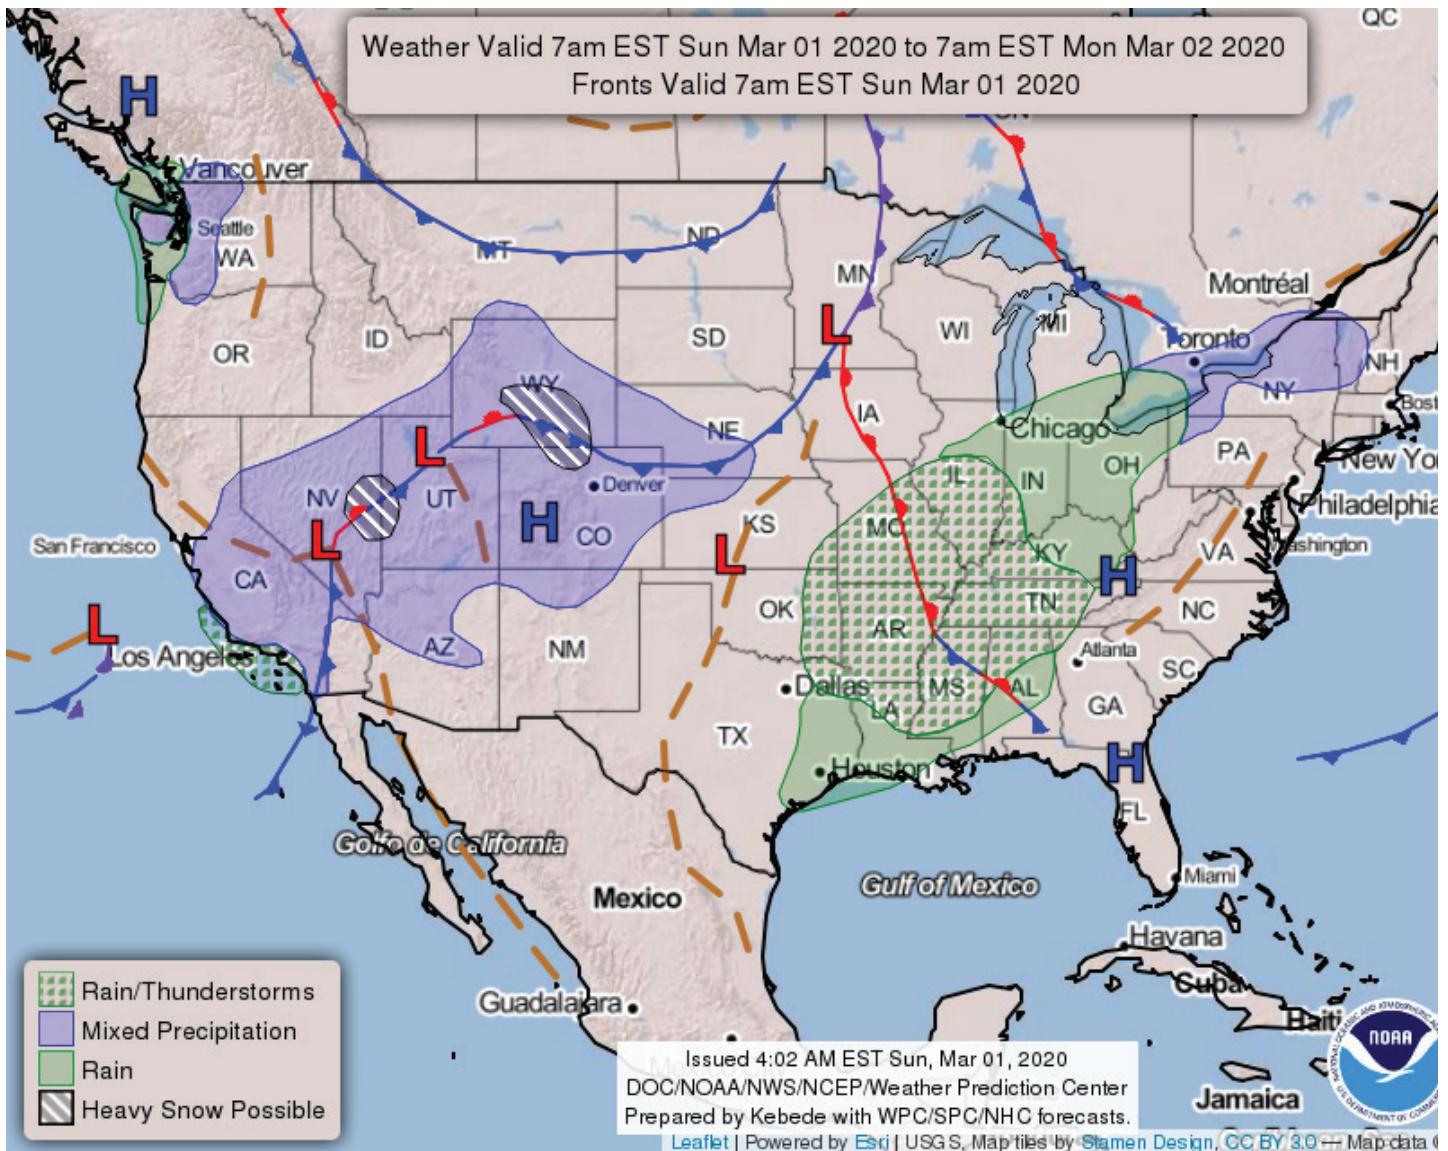 QC
Weather Valid 7am EST Sun Mar 01 2020 to 7am EST Mon Mar 02 2020
Fronts Valid 7am EST Sun Mar 01 2020
H
Vancouver
Seattle
WA
MT
ND
MN
Montréal
OR
ID
SD
L
WI
MI
Toronto
NH
WY
NE
IA
NY
Bost
L
Chicago
PA
New Yo
NV
UT
Denver
IL
IN
OH
Philadelphia
San Francisco
L
H
CO
KS
MO
KY
VA
Washington
CA
L
H
OK
TN
NC
L
Los Angeles
AZ
NM
AR
Atlanta
SC
Dallas
MS
AL
GA
TX
LA
Houston
H
FL
Golfo de California
Gulf of Mexico
Miami
Mexico
Havana
Cuba
Haiti
Guadalajara
Rain/Thunderstorms
Mixed Precipitation
Rain
Heavy Snow Possible
NOAA
Issued 4:02 AM EST Sun, Mar 01, 2020
DOC/NOAA/NWS/NCEP/Weather Prediction Center
Prepared by Kebede with WPC/SPC/NHC forecasts.
Jamaica
Leaflet | Powered by Esri | USGS, Map tiles by Stamen Design, CC BY 3.0 — Map data ©